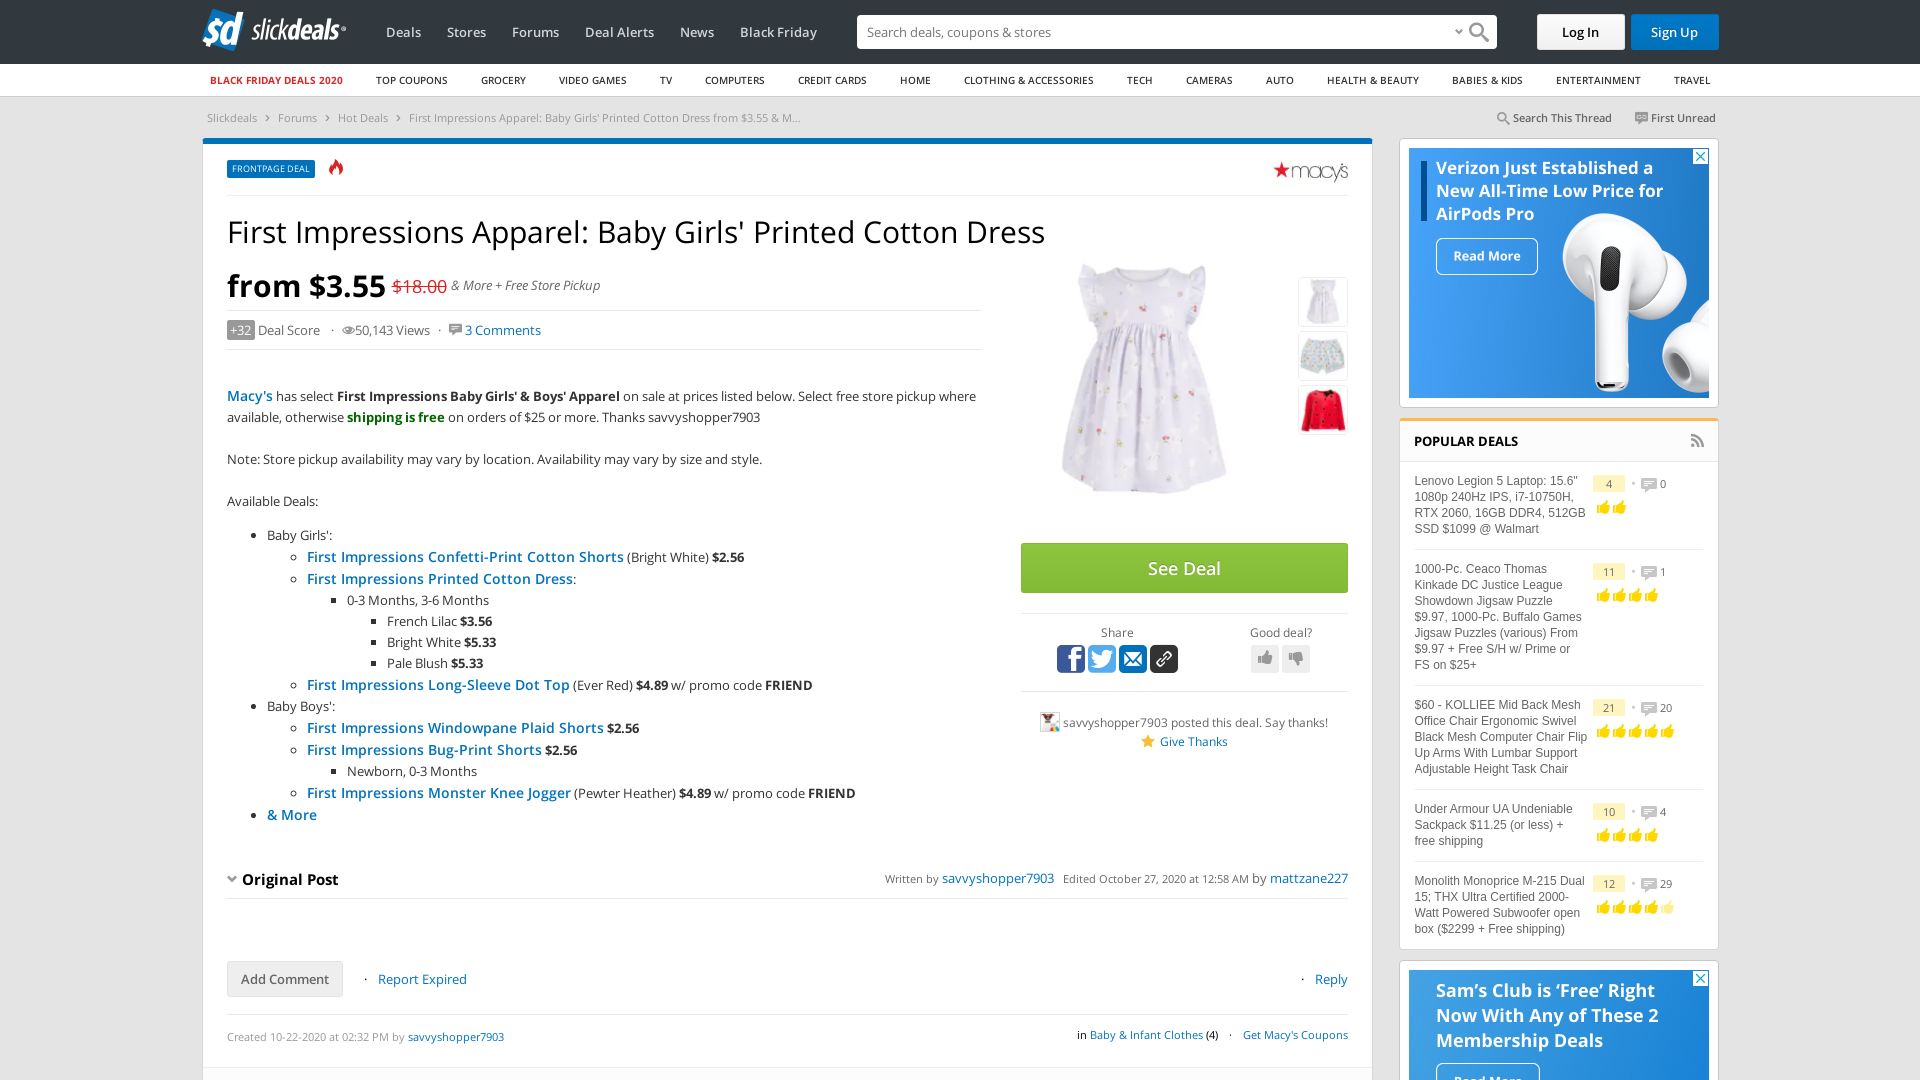 sd slickdeals
Deals Stores Forums Deal Alerts News Black Friday
Search deals, coupons & shopping Log In Sign Up
BLACK FRIDAY DEALS 2020 TOP COUPONS GROCERY VIDEO GAMES TV COMPUTERS CREDIT CARDS HOME CLOTHING & ACCESSORIES TECH CAMERAS AUTO HEALTH & BEAUTY BABIES & KIDS ENTERTAINMENT TRAVEL
Slickdeals › Forums › Hot Deals › First Impressions Apparel: Baby Girls' Printed Cotton Dress from $3.55 & M...
Search This Thread First Unread
FRONTPAGE DEAL
macy's
First Impressions Apparel: Baby Girls' Printed Cotton Dress
from $3.55 $18.00 & More + Free Store Pickup
+32 Deal Score · 50,143 Views · 3 Comments
Macy's has select First Impressions Baby Girls' & Boys' Apparel on sale at prices listed below. Select free store pickup where
available, otherwise shipping is free on orders of $25 or more. Thanks savvyshopper7903
Note: Store pickup availability may vary by location. Availability may vary by size and style.
Available Deals:
Baby Girls':
First Impressions Confetti-Print Cotton Shorts (Bright White) $2.56
First Impressions Printed Cotton Dress:
0-3 Months, 3-6 Months
French Lilac $3.56
Bright White $5.33
Pale Blush $5.33
First Impressions Long-Sleeve Dot Top (Ever Red) $4.89 w/ promo code FRIEND
Baby Boys':
First Impressions Windowpane Plaid Shorts $2.56
First Impressions Bug-Print Shorts $2.56
Newborn, 0-3 Months
First Impressions Monster Knee Jogger (Pewter Heather) $4.89 w/ promo code FRIEND
& More
See Deal
Share
Good deal?
savvyshopper7903 posted this deal. Say thanks!
Give Thanks
Original Post
Written by savvyshopper7903 Edited October 27, 2020 at 12:58 AM by mattzane227
Add Comment · Report Expired
· Reply
Created 10-22-2020 at 02:32 PM by savvyshopper7903
in Baby & Infant Clothes (4) · Get Macy's Coupons
Verizon Just Established a
New All-Time Low Price for
AirPods Pro
Read More
POPULAR DEALS
Lenovo Legion 5 Laptop: 15.6"
1080p 240Hz IPS, i7-10750H,
RTX 2060, 16GB DDR4, 512GB
SSD $1099 @ Walmart
4 • 0
1000-Pc. Ceaco Thomas
Kinkade DC Justice League
Showdown Jigsaw Puzzle
$9.97, 1000-Pc. Buffalo Games
Jigsaw Puzzles (various) From
$9.97 + Free S/H w/ Prime or
FS on $25+
11 • 1
$60 - KOLLIEE Mid Back Mesh
Office Chair Ergonomic Swivel
Black Mesh Computer Chair Flip
Up Arms With Lumbar Support
Adjustable Height Task Chair
21 • 20
Under Armour UA Undeniable
Sackpack $11.25 (or less) +
free shipping
10 • 4
Monolith Monoprice M-215 Dual
15; THX Ultra Certified 2000-
Watt Powered Subwoofer open
box ($2299 + Free shipping)
12 • 29
Sam's Club is 'Free' Right
Now With Any of These 2
Membership Deals
Read More